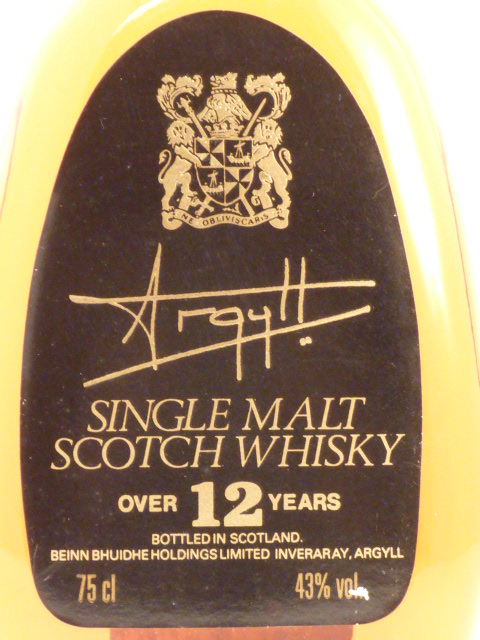 NE OBLIVISCARIS
Argyll
SINGLE MALT
SCOTCH WHISKY
OVER 12 YEARS
BOTTLED IN SCOTLAND.
BEINN BHUIDHE HOLDINGS LIMITED INVERARAY, ARGYLL
75 cl 43% vol.